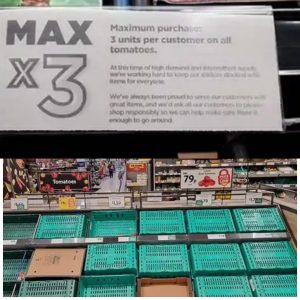 MAX
x3
Maximum purchase:
3 units per customer on all
tomatoes.
At this time of high demand and intermittent supply
we're working hard to keep our shelves stocked with
items for everyone.
We've always been proud to serve our customers with
great items, and we'd ask all our customers to please
shop responsibly so we can help make sure there is
enough to go around.
Tomatoes
79